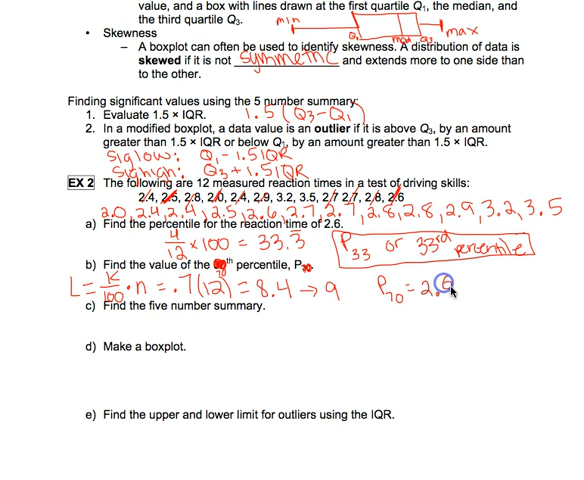 value, and a box with lines drawn at the first quartile Q₁, the median, and
the third quartile Q₃.
min Q₁ med Q₃ max
• Skewness
– A boxplot can often be used to identify skewness. A distribution of data is
skewed if it is not symmetric and extends more to one side than
to the other.
Finding significant values using the 5 number summary:
1. Evaluate 1.5 × IQR. 1.5(Q₃-Q₁)
2. In a modified boxplot, a data value is an outlier if it is above Q₃, by an amount
greater than 1.5 × IQR or below Q₁, by an amount greater than 1.5 × IQR.
Siglow: Q₁-1.5IQR
Sighigh: Q₃+1.5IQR
EX 2 The following are 12 measured reaction times in a test of driving skills:
2.4, 2.5, 2.8, 2.0, 2.4, 2.9, 3.2, 3.5, 2.7 2.7, 2.8, 2.6
2.0, 2.4, 2.4, 2.5, 2.6, 2.7, 2.7, 2.8, 2.8, 2.9, 3.2, 3.5
a) Find the percentile for the reaction time of 2.6.
4/12 × 100 = 33.3̅ P₃₃ or 33rd percentile
b) Find the value of the 70th percentile, P₇₀.
L = K/100 · n = .7(12) = 8.4 → 9 P₇₀ = 2.
c) Find the five number summary.
d) Make a boxplot.
e) Find the upper and lower limit for outliers using the IQR.